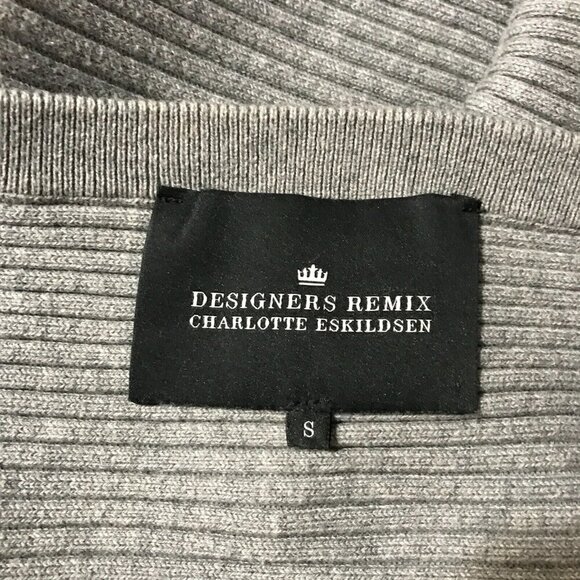 DESIGNERS REMIX
CHARLOTTE ESKILDSEN
S